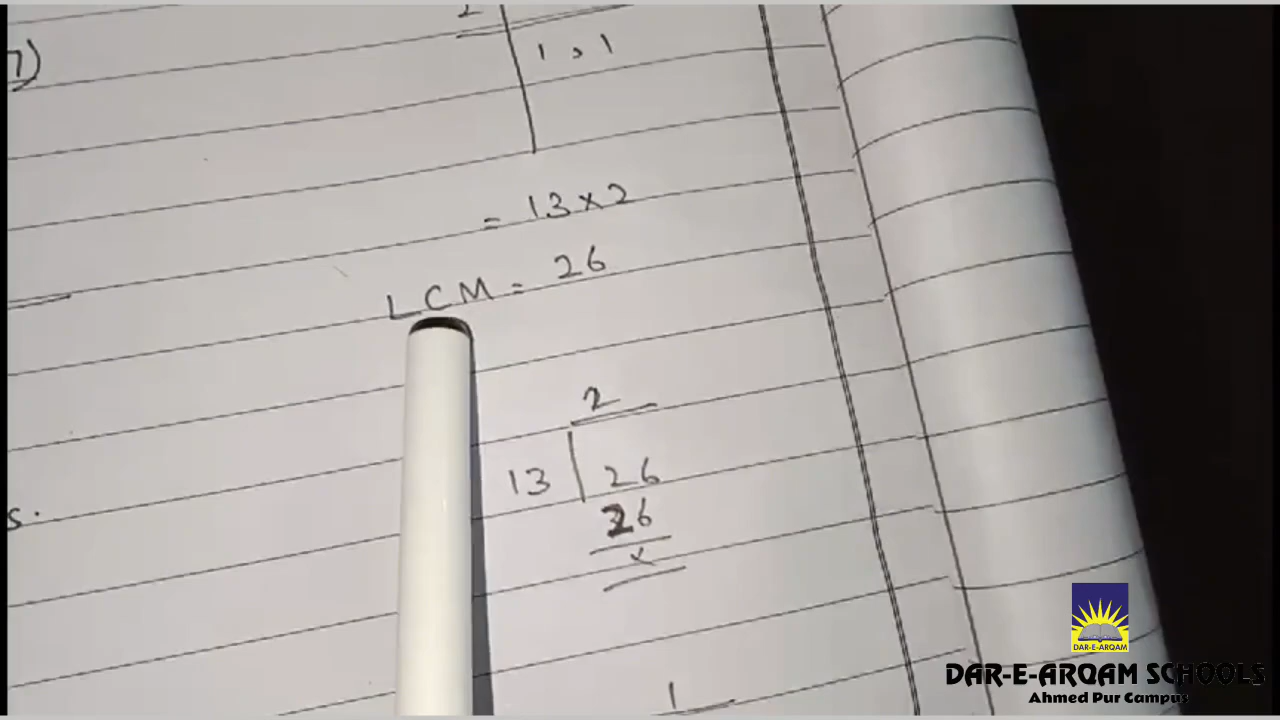 2
7)
1 , 1
= 13 x 2
LCM = 26
2
13 26
s.
26
x
1
DAR-E-ARQAM
DAR-E-ARQAM SCHOOLS
Ahmed Pur Campus